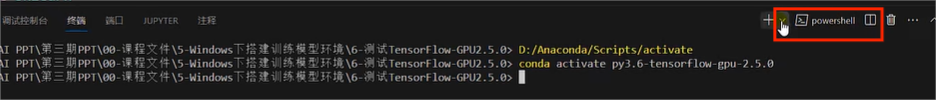 调试控制台 终端 端口 JUPYTER 注释 powershell
AI PPT\第三期PPT\00-课程文件\5-Windows下搭建训练模型环境\6-测试TensorFlow-GPU2.5.0> D:/Anaconda/Scripts/activate
AI PPT\第三期PPT\00-课程文件\5-Windows下搭建训练模型环境\6-测试TensorFlow-GPU2.5.0> conda activate py3.6-tensorflow-gpu-2.5.0
AI PPT\第三期PPT\00-课程文件\5-Windows下搭建训练模型环境\6-测试TensorFlow-GPU2.5.0>